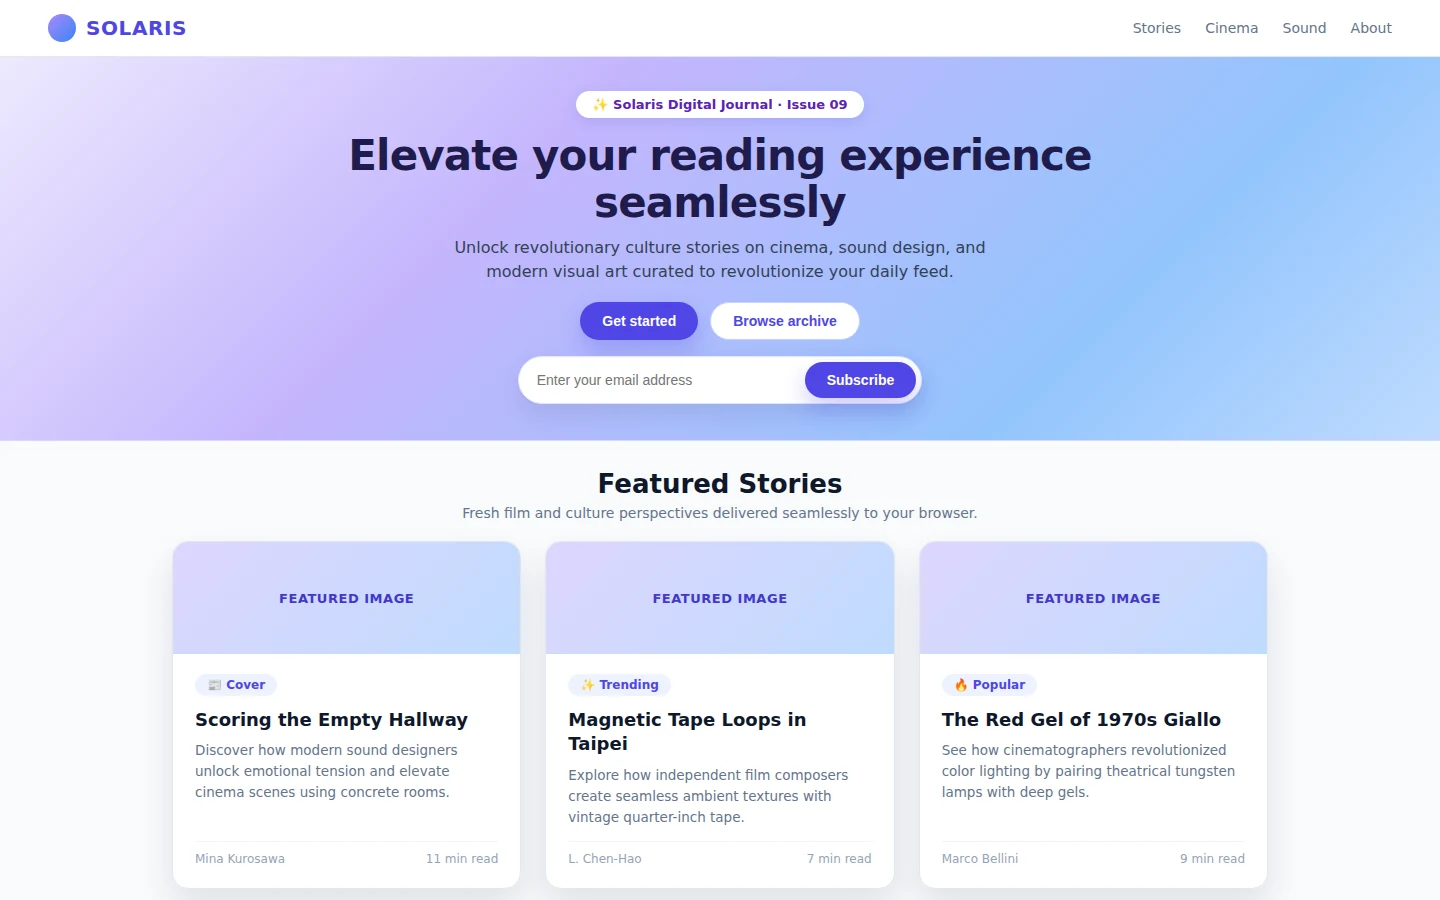 SOLARIS
Stories
Cinema
Sound
About
✨ Solaris Digital Journal · Issue 09
Elevate your reading experience
seamlessly
Unlock revolutionary culture stories on cinema, sound design, and
modern visual art curated to revolutionize your daily feed.
Get started
Browse archive
Enter your email address
Subscribe
Featured Stories
Fresh film and culture perspectives delivered seamlessly to your browser.
FEATURED IMAGE
📰 Cover
Scoring the Empty Hallway
Discover how modern sound designers
unlock emotional tension and elevate
cinema scenes using concrete rooms.
Mina Kurosawa
11 min read
FEATURED IMAGE
✨ Trending
Magnetic Tape Loops in
Taipei
Explore how independent film composers
create seamless ambient textures with
vintage quarter-inch tape.
L. Chen-Hao
7 min read
FEATURED IMAGE
🔥 Popular
The Red Gel of 1970s Giallo
See how cinematographers revolutionized
color lighting by pairing theatrical tungsten
lamps with deep gels.
Marco Bellini
9 min read